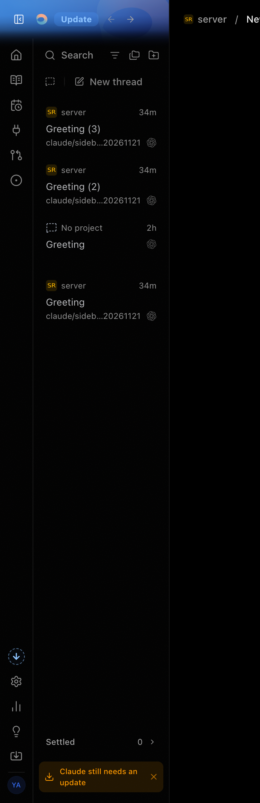 Update
SR server / Ne
Search
New thread
SR server 34m
Greeting (3)
claude/sideb...20261121
SR server 34m
Greeting (2)
claude/sideb...20261121
No project 2h
Greeting
SR server 34m
Greeting
claude/sideb...20261121
Settled 0
Claude still needs an
update
YA